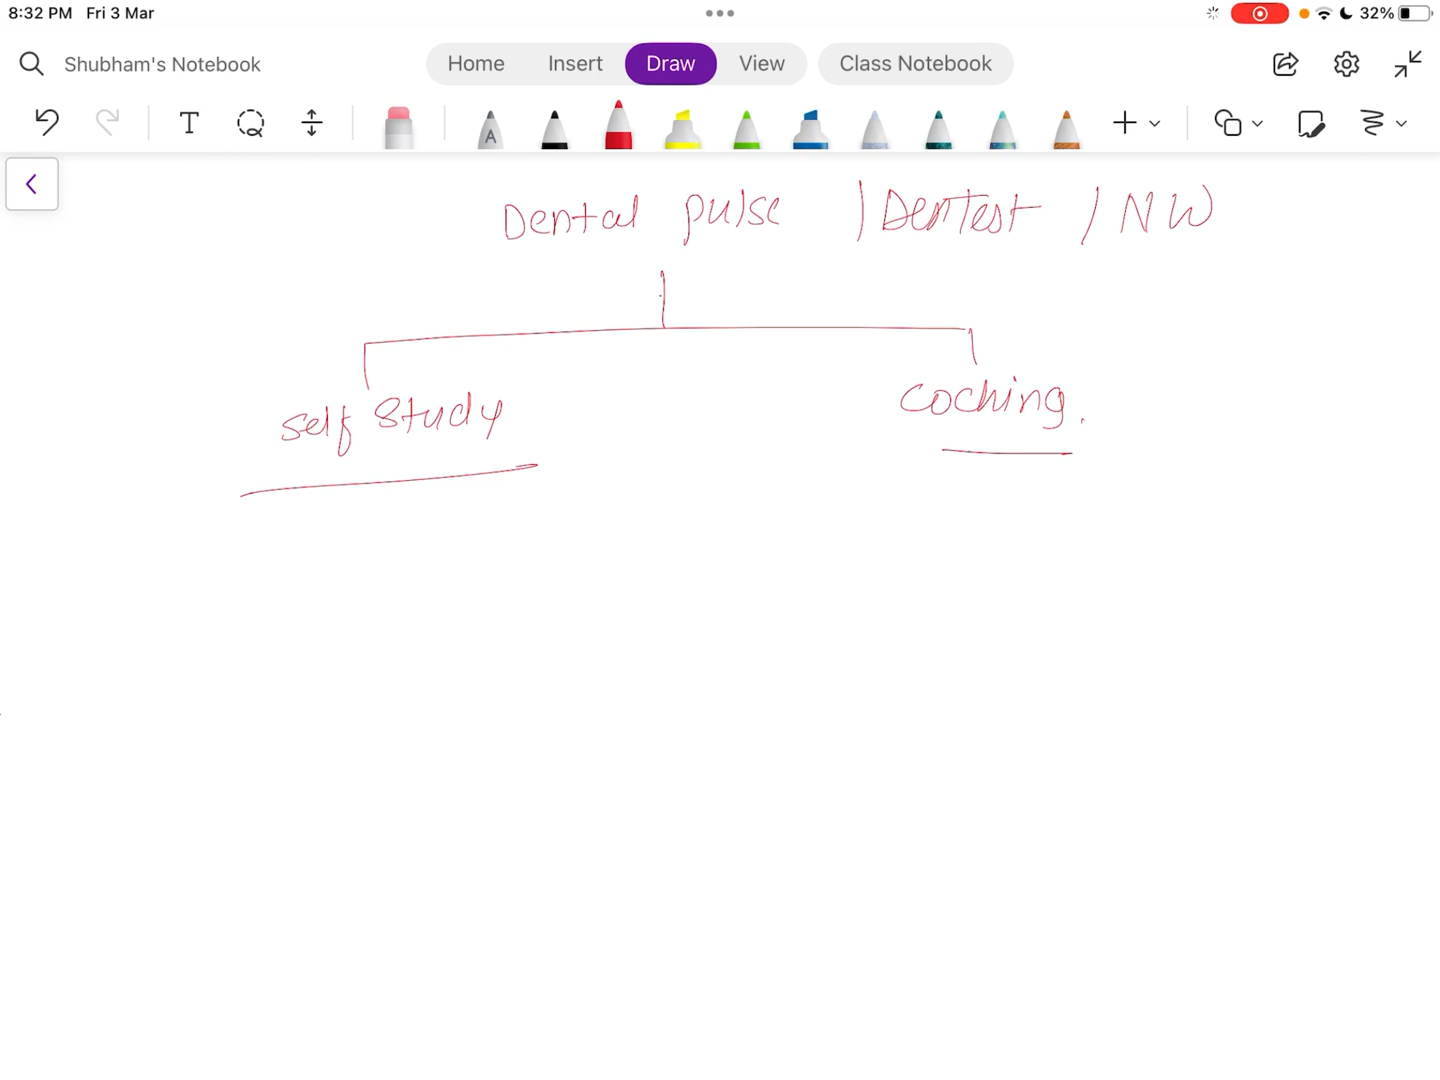 8:32 PM Fri 3 Mar 32%
Shubham's Notebook Home Insert Draw View Class Notebook
T A
Dental pulse / Dentest / NW
self study coching.